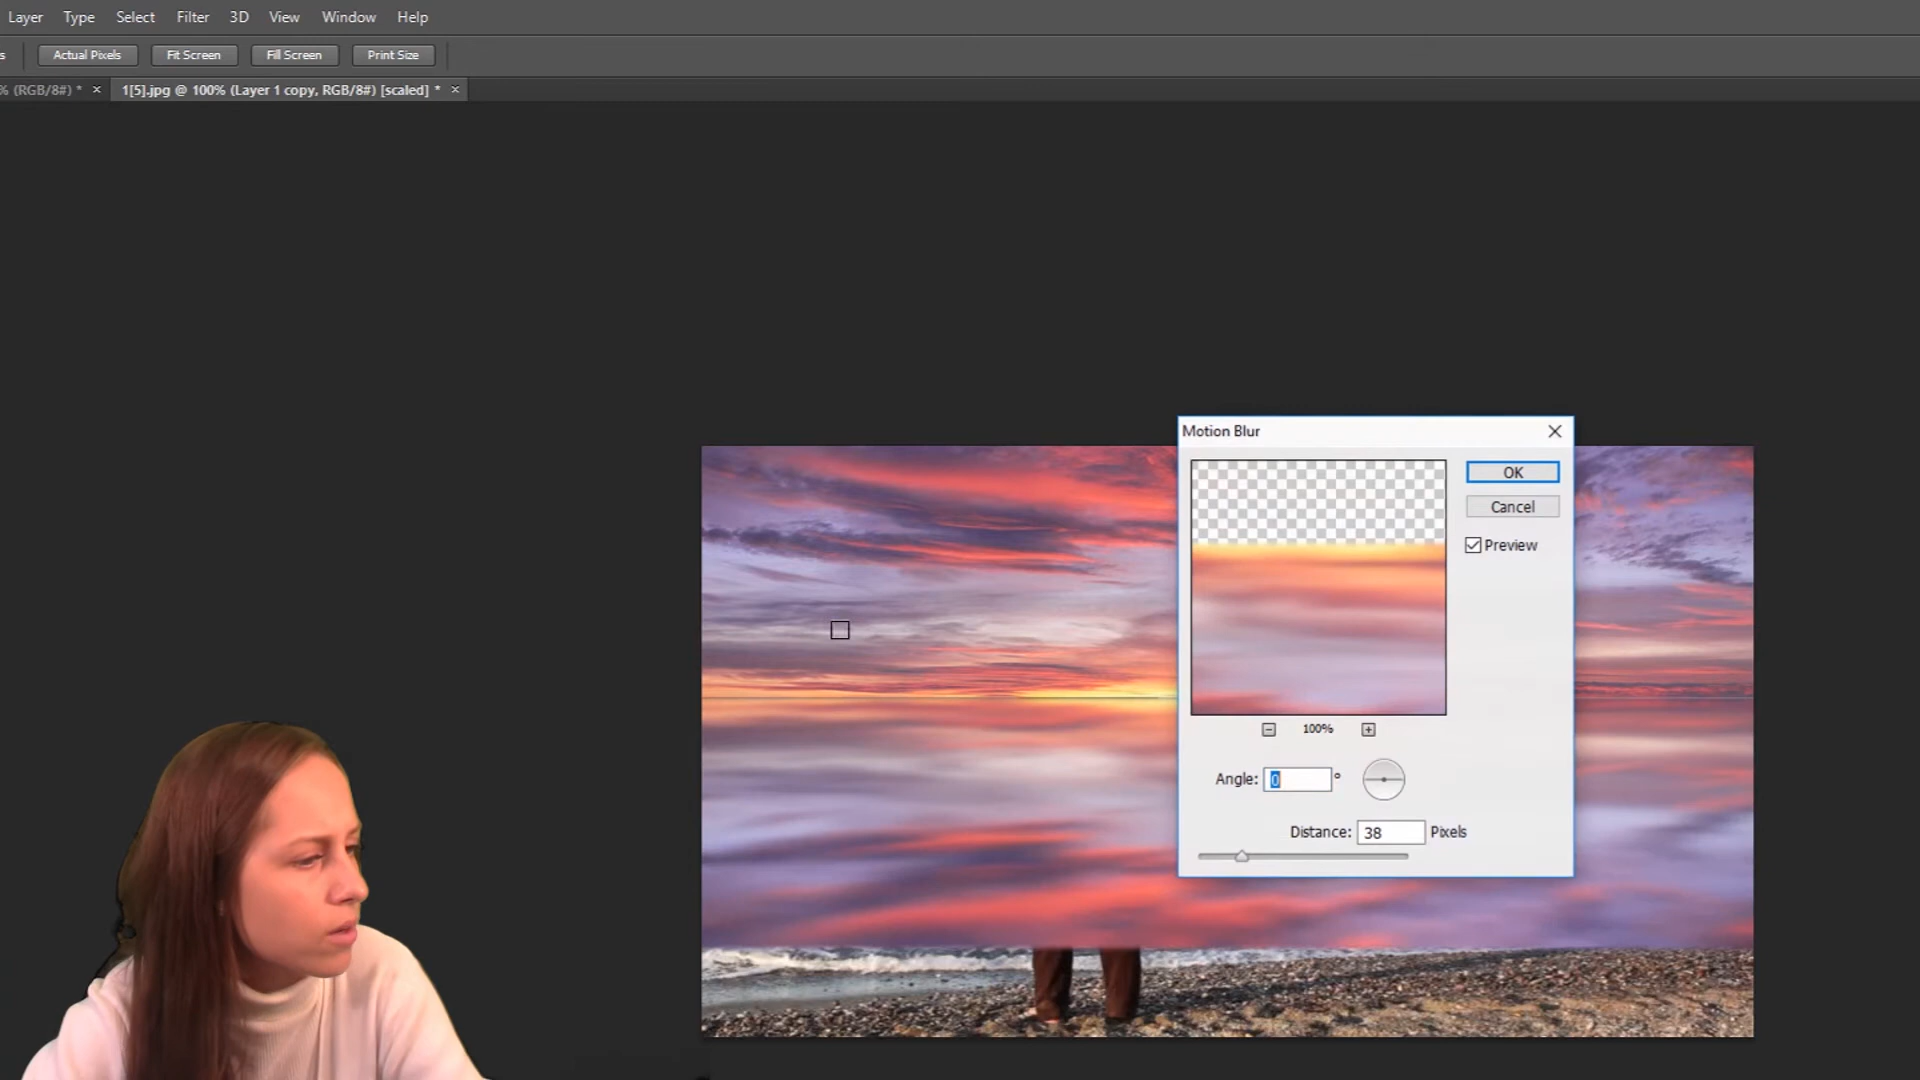 Layer Type Select Filter 3D View Window Help
s Actual Pixels Fit Screen Fill Screen Print Size
% (RGB/8#) * × 1[5].jpg @ 100% (Layer 1 copy, RGB/8#) [scaled] * ×
Motion Blur
OK
Cancel
Preview
100%
Angle: 0 °
Distance: 38 Pixels